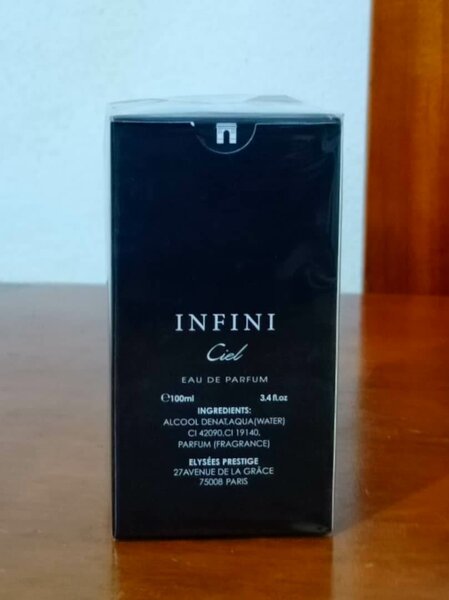 INFINI
Ciel
EAU DE PARFUM
℮100ml 3.4 fl.oz
INGREDIENTS:
ALCOOL DENAT,AQUA(WATER)
CI 42090,CI 19140,
PARFUM (FRAGRANCE)
ELYSÉES PRESTIGE
27AVENUE DE LA GRÂCE
75008 PARIS